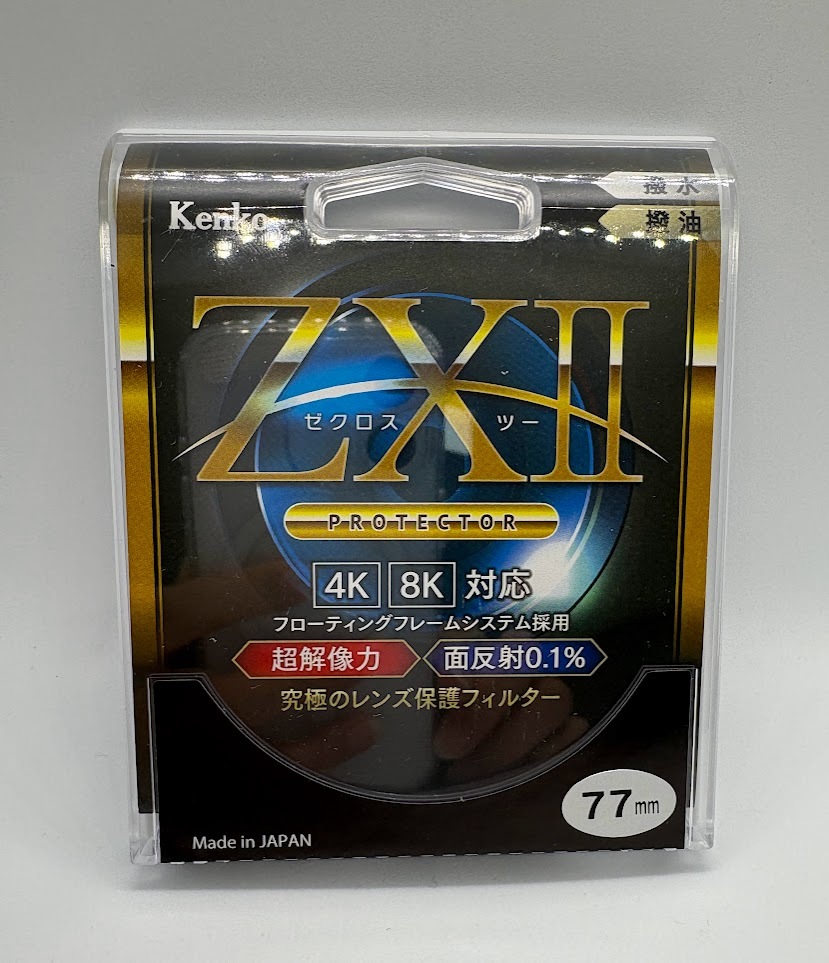 Kenko
撥水
撥油
ZXII
ゼクロス ツー
PROTECTOR
4K 8K 対応
フローティングフレームシステム採用
超解像力 面反射0.1%
究極のレンズ保護フィルター
77mm
Made in JAPAN